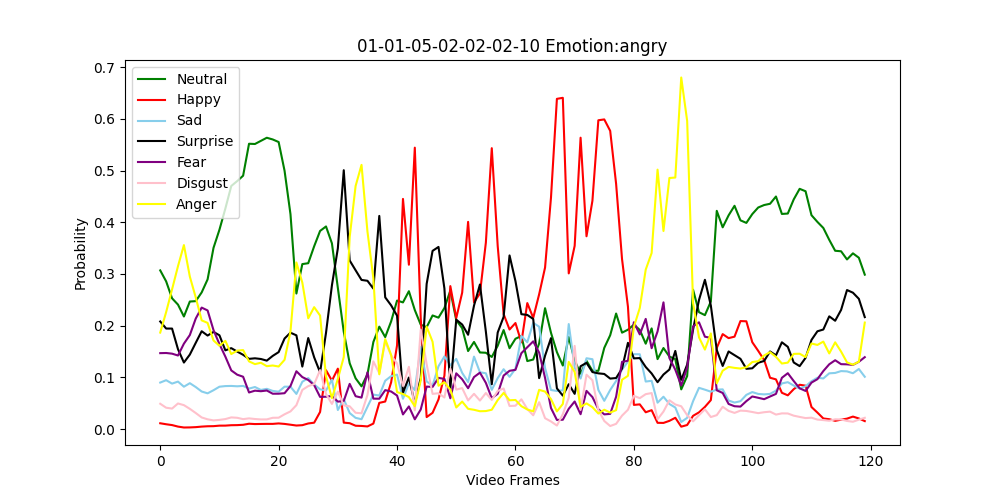 01-01-05-02-02-02-10 Emotion:angry
0.7
0.6
0.5
0.4
0.3
0.2
0.1
0.0
Probability
Neutral
Happy
Sad
Surprise
Fear
Disgust
Anger
0 20 40 60 80 100 120
Video Frames